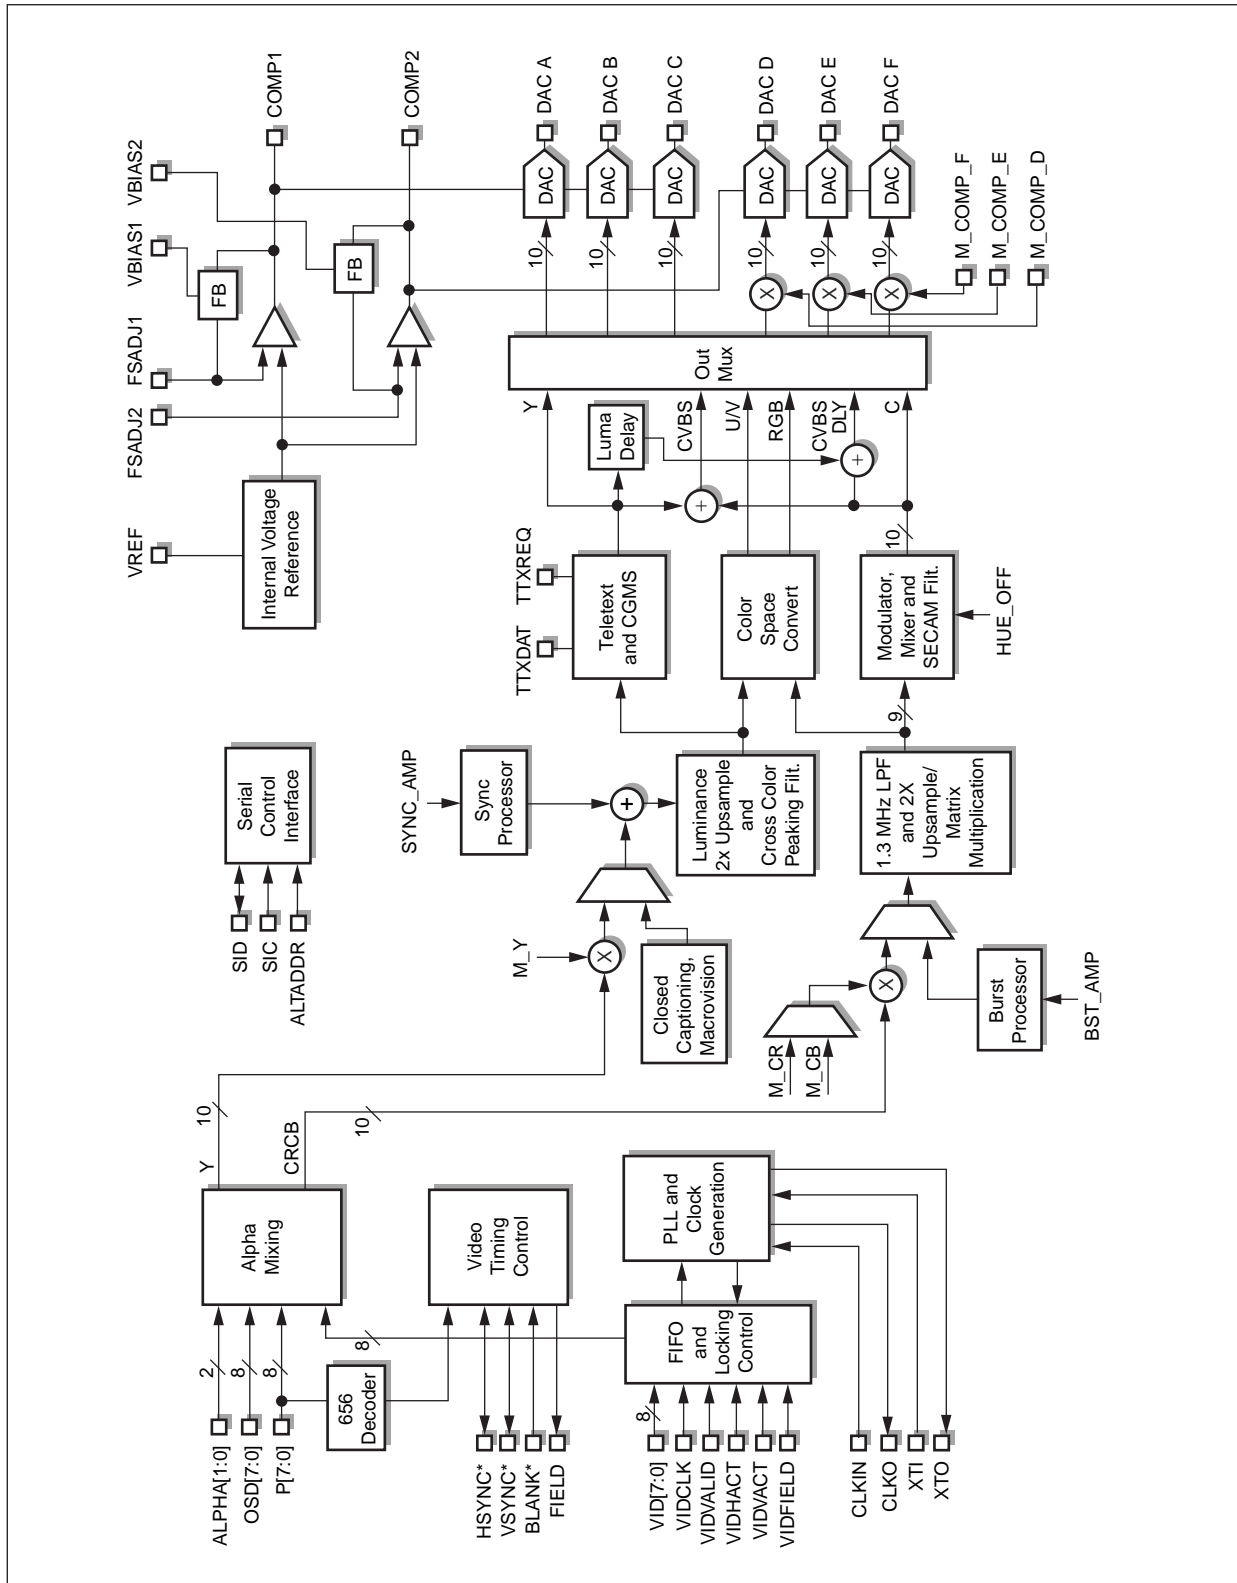 ALPHA[1:0]
OSD[7:0]
P[7:0]
2
8
8
656
Decoder
Alpha
Mixing
Y
10
CRCB
10
HSYNC*
VSYNC*
BLANK*
FIELD
Video
Timing
Control
8
VID[7:0]
VIDCLK
VIDVALID
VIDHACT
VIDVACT
VIDFIELD
8
FIFO
and
Locking
Control
PLL and
Clock
Generation
CLKIN
CLKO
XTI
XTO
SID
SIC
ALTADDR
Serial
Control
Interface
M_Y
X
Closed
Captioning,
Macrovision
SYNC_AMP
Sync
Processor
+
Luminance
2x Upsample
and
Cross Color
Peaking Filt.
M_CR
M_CB
X
Burst
Processor
BST_AMP
1.3 MHz LPF
and 2X
Upsample/
Matrix
Multiplication
9
TTXDAT
TTXREQ
Teletext
and CGMS
Color
Space
Convert
Modulator,
Mixer and
SECAM Filt.
HUE_OFF
10
Luma
Delay
+
+
Y
CVBS
U/V
RGB
CVBS
DLY
C
Out
Mux
VREF
Internal Voltage
Reference
FSADJ2
FSADJ1
VBIAS1
VBIAS2
FB
FB
COMP1
COMP2
10
10
10
10
10
10
X
X
X
DAC
DAC
DAC
DAC
DAC
DAC
DAC A
DAC B
DAC C
DAC D
DAC E
DAC F
M_COMP_F
M_COMP_E
M_COMP_D